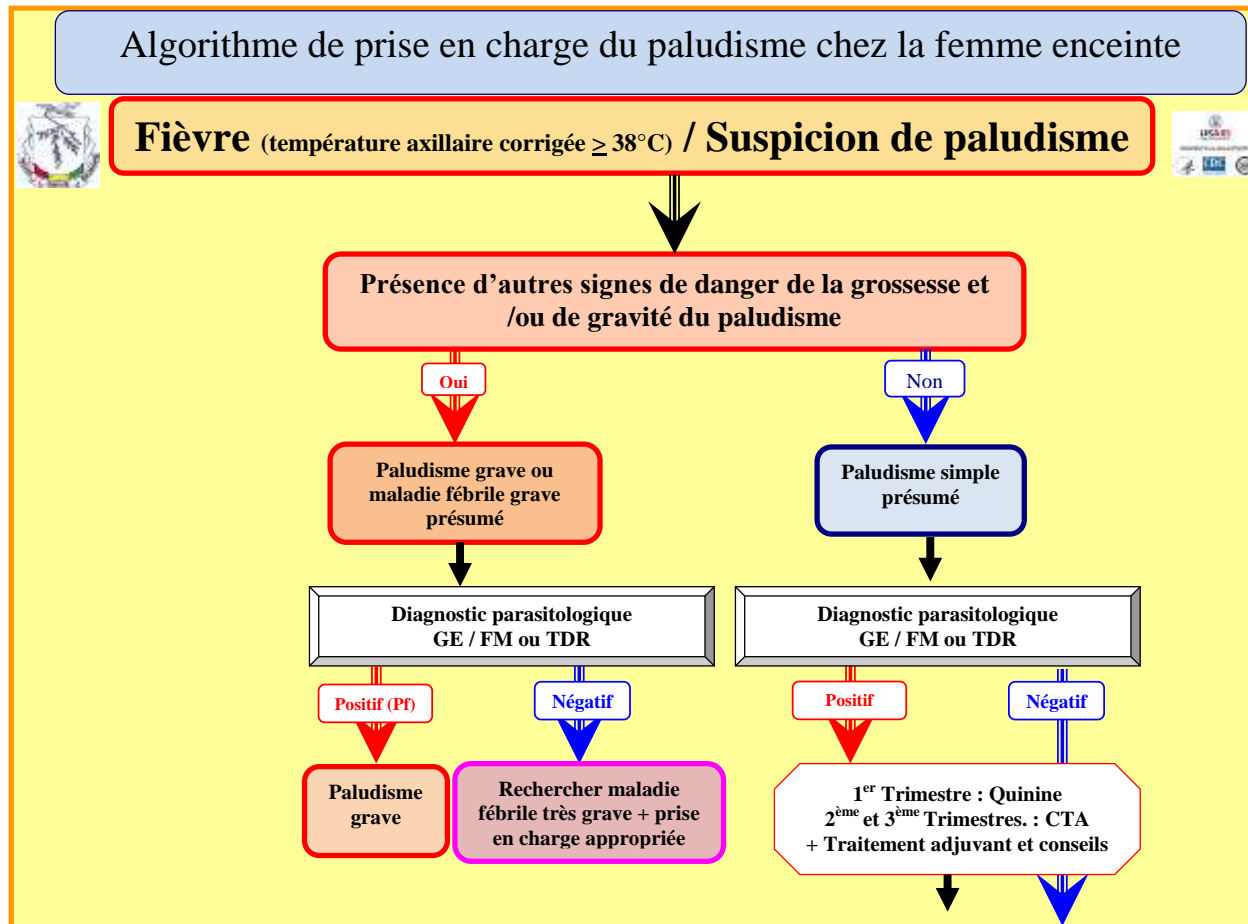 Algorithme de prise en charge du paludisme chez la femme enceinte
Fièvre (température axillaire corrigée ≥ 38°C) / Suspicion de paludisme
USAID
CDC
Présence d'autres signes de danger de la grossesse et
/ou de gravité du paludisme
Oui
Non
Paludisme grave ou
maladie fébrile grave
présumé
Paludisme simple
présumé
Diagnostic parasitologique
GE / FM ou TDR
Diagnostic parasitologique
GE / FM ou TDR
Positif (Pf)
Négatif
Positif
Négatif
Paludisme
grave
Rechercher maladie
fébrile très grave + prise
en charge appropriée
1er Trimestre : Quinine
2ème et 3ème Trimestres. : CTA
+ Traitement adjuvant et conseils